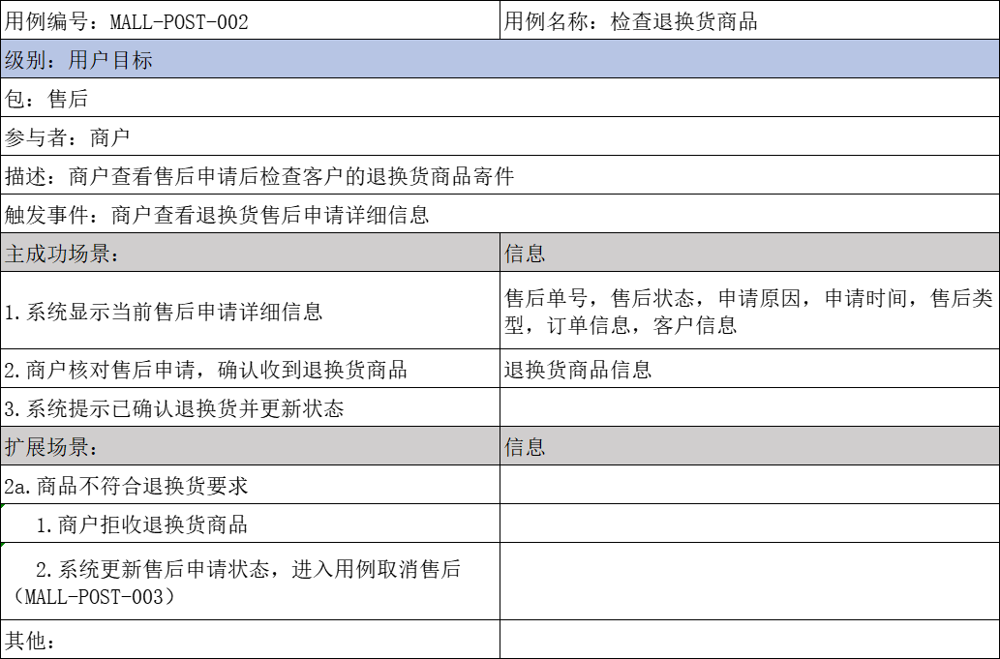 用例编号：MALL-POST-002
用例名称：检查退换货商品
级别：用户目标
包：售后
参与者：商户
描述：商户查看售后申请后检查客户的退换货商品寄件
触发事件：商户查看退换货售后申请详细信息
主成功场景：
信息
1.系统显示当前售后申请详细信息
售后单号，售后状态，申请原因，申请时间，售后类
型，订单信息，客户信息
2.商户核对售后申请，确认收到退换货商品
退换货商品信息
3.系统提示已确认退换货并更新状态
扩展场景：
信息
2a.商品不符合退换货要求
1.商户拒收退换货商品
2.系统更新售后申请状态，进入用例取消售后
（MALL-POST-003）
其他：